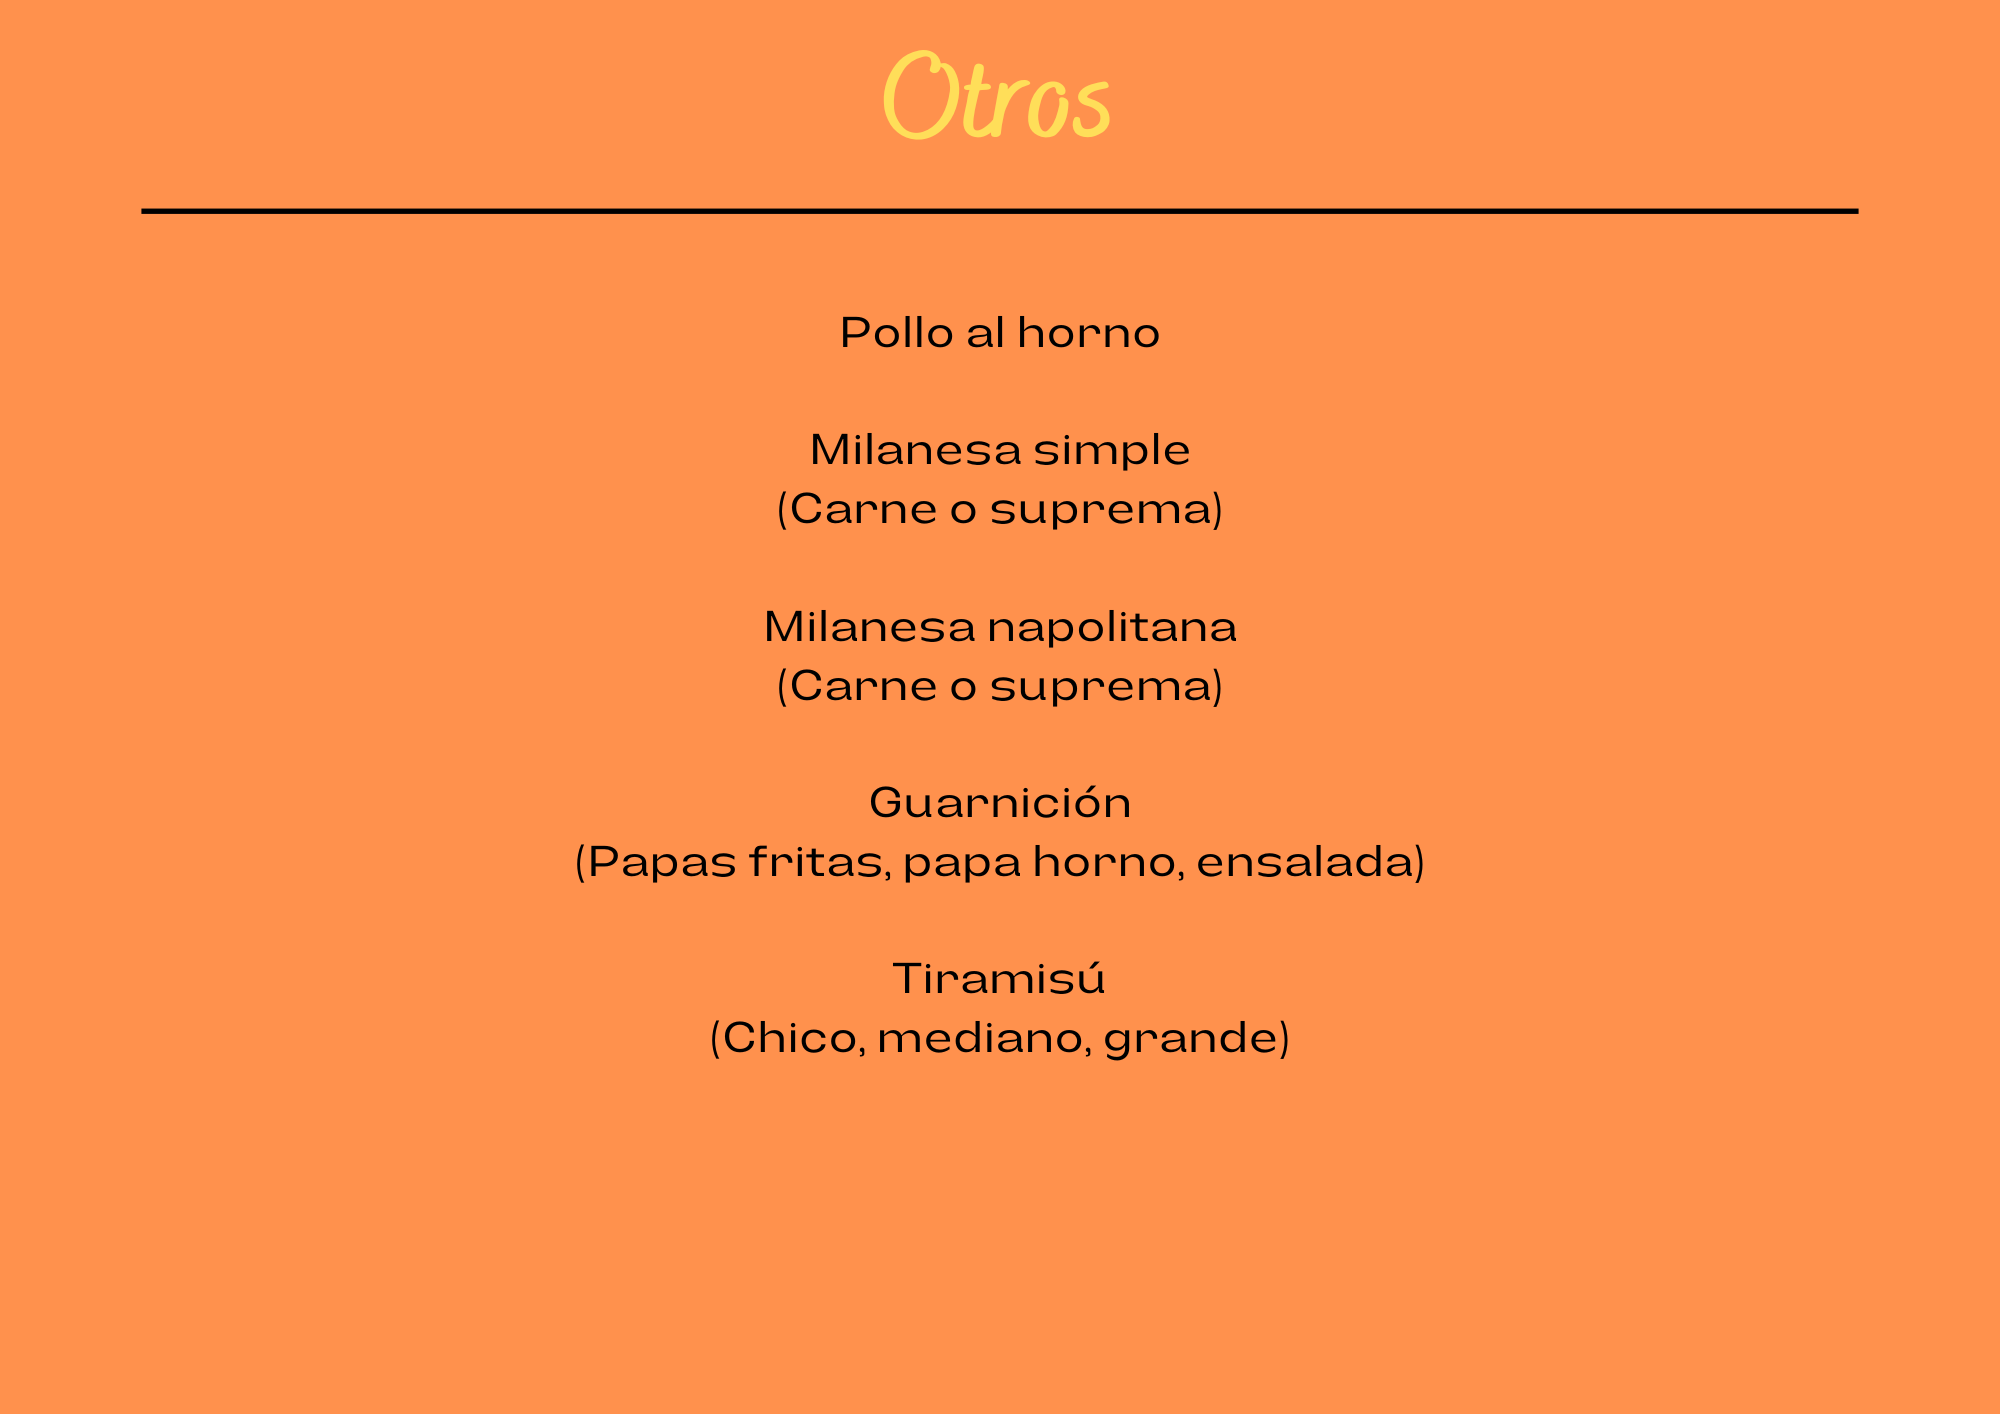 Otros
Pollo al horno
Milanesa simple
(Carne o suprema)
Milanesa napolitana
(Carne o suprema)
Guarnición
(Papas fritas, papa horno, ensalada)
Tiramisú
(Chico, mediano, grande)